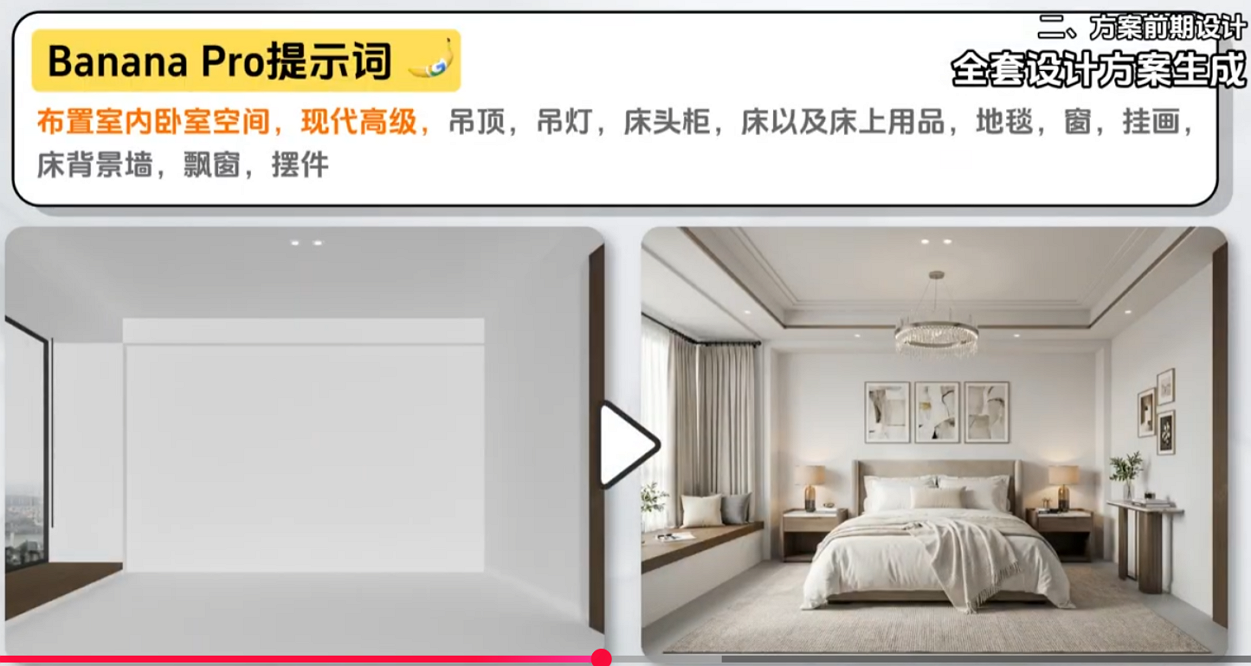 二、方案前期设计
全套设计方案生成
Banana Pro提示词
布置室内卧室空间，现代高级，吊顶，吊灯，床头柜，床以及床上用品，地毯，窗，挂画，
床背景墙，飘窗，摆件